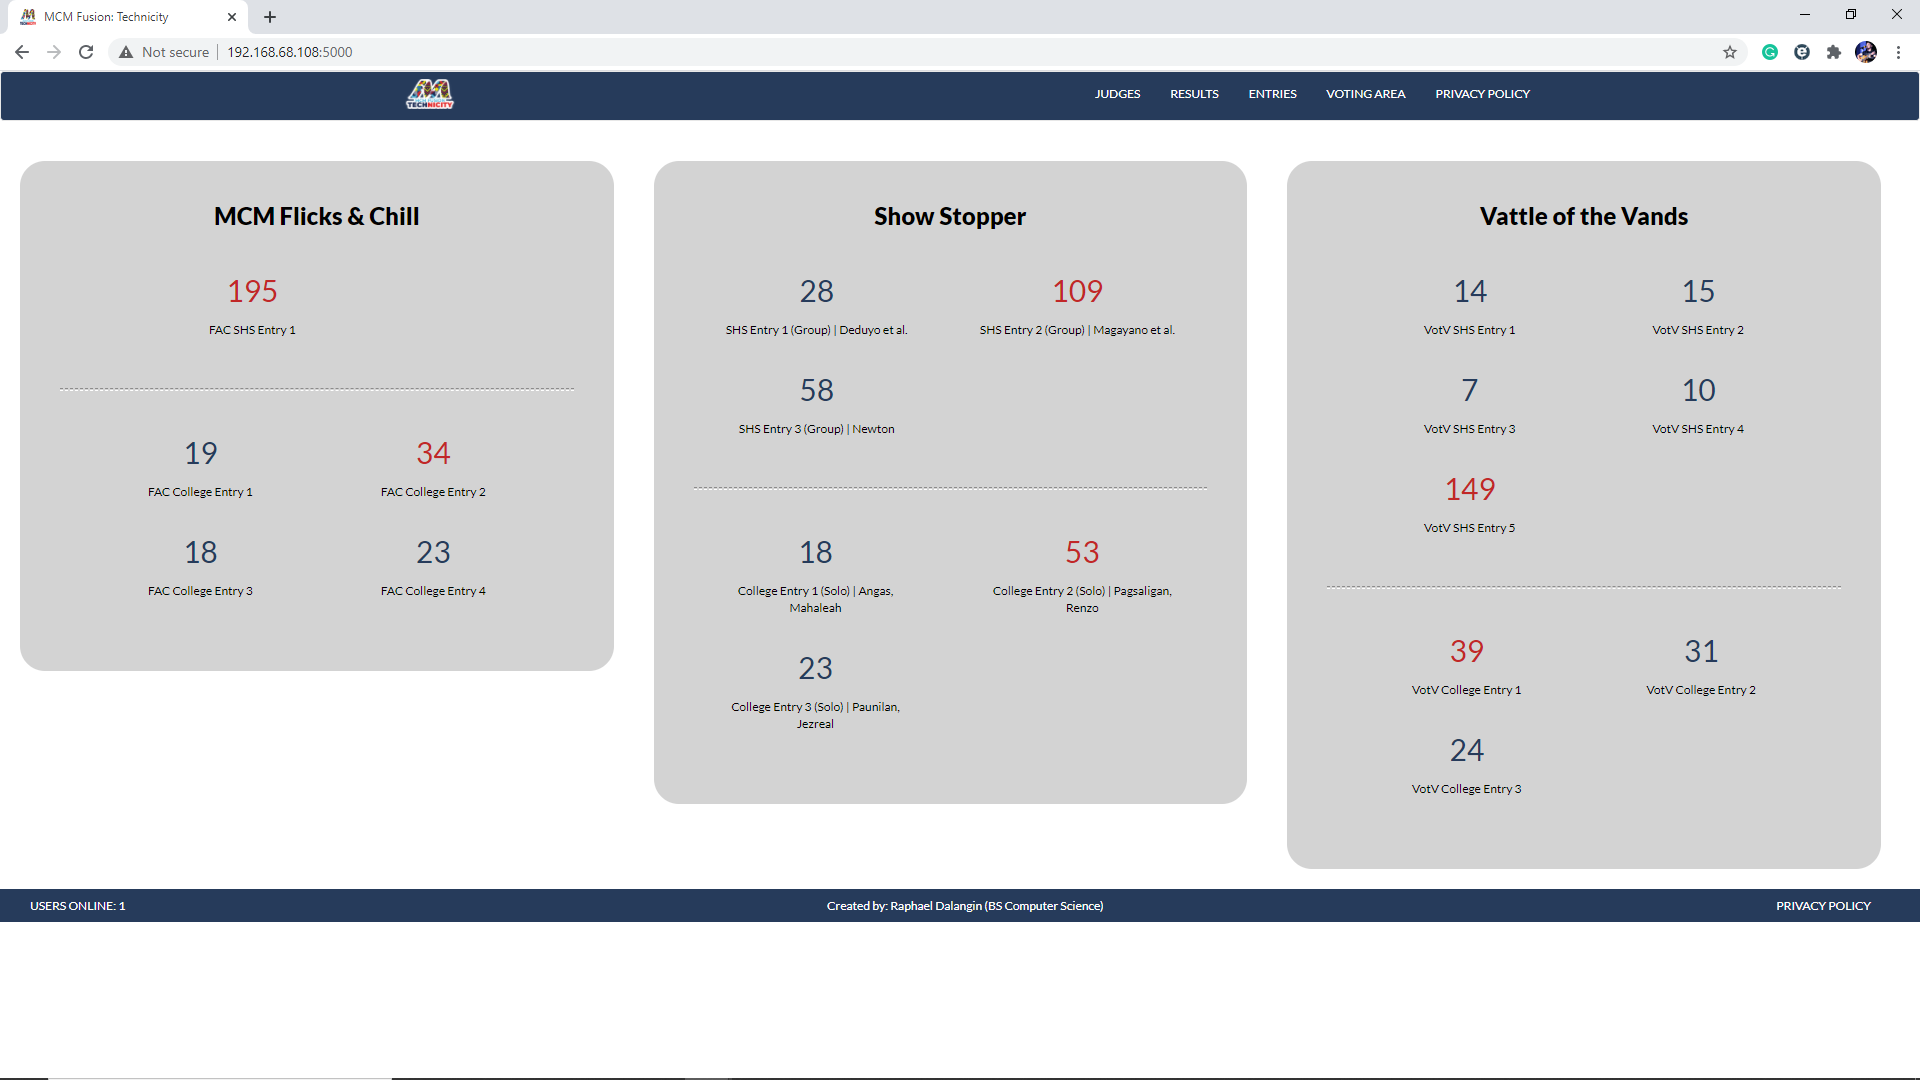 MCM Fusion: Technicity
Not secure
192.168.68.108:5000
TECHNICITY
JUDGES
RESULTS
ENTRIES
VOTING AREA
PRIVACY POLICY
MCM Flicks & Chill
195
FAC SHS Entry 1
19
34
FAC College Entry 1
FAC College Entry 2
18
23
FAC College Entry 3
FAC College Entry 4
Show Stopper
28
109
SHS Entry 1 (Group) | Deduyo et al.
SHS Entry 2 (Group) | Magayano et al.
58
SHS Entry 3 (Group) | Newton
18
53
College Entry 1 (Solo) | Angas,
Mahaleah
College Entry 2 (Solo) | Pagsaligan,
Renzo
23
College Entry 3 (Solo) | Paunilan,
Jezreal
Vattle of the Vands
14
15
VotV SHS Entry 1
VotV SHS Entry 2
7
10
VotV SHS Entry 3
VotV SHS Entry 4
149
VotV SHS Entry 5
39
31
VotV College Entry 1
VotV College Entry 2
24
VotV College Entry 3
USERS ONLINE: 1
Created by: Raphael Dalangin (BS Computer Science)
PRIVACY POLICY